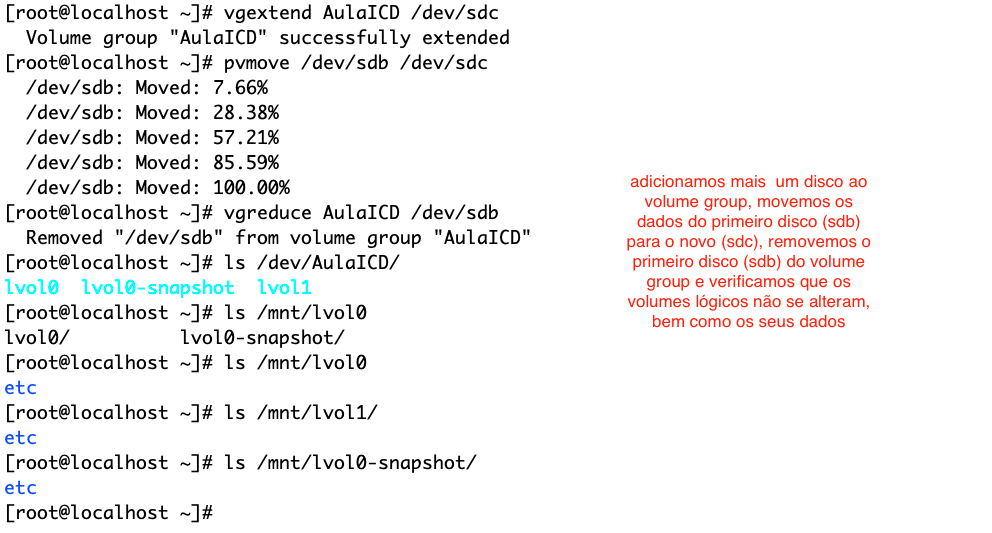 [root@localhost ~]# vgextend AulaICD /dev/sdc
  Volume group "AulaICD" successfully extended
[root@localhost ~]# pvmove /dev/sdb /dev/sdc
  /dev/sdb: Moved: 7.66%
  /dev/sdb: Moved: 28.38%
  /dev/sdb: Moved: 57.21%
  /dev/sdb: Moved: 85.59%
  /dev/sdb: Moved: 100.00%
[root@localhost ~]# vgreduce AulaICD /dev/sdb
  Removed "/dev/sdb" from volume group "AulaICD"
[root@localhost ~]# ls /dev/AulaICD/
lvol0  lvol0-snapshot  lvol1
[root@localhost ~]# ls /mnt/lvol0
lvol0/          lvol0-snapshot/
[root@localhost ~]# ls /mnt/lvol0
etc
[root@localhost ~]# ls /mnt/lvol1/
etc
[root@localhost ~]# ls /mnt/lvol0-snapshot/
etc
[root@localhost ~]#
adicionamos mais  um disco ao
volume group, movemos os
dados do primeiro disco (sdb)
para o novo (sdc), removemos o
primeiro disco (sdb) do volume
group e verificamos que os
volumes lógicos não se alteram,
bem como os seus dados